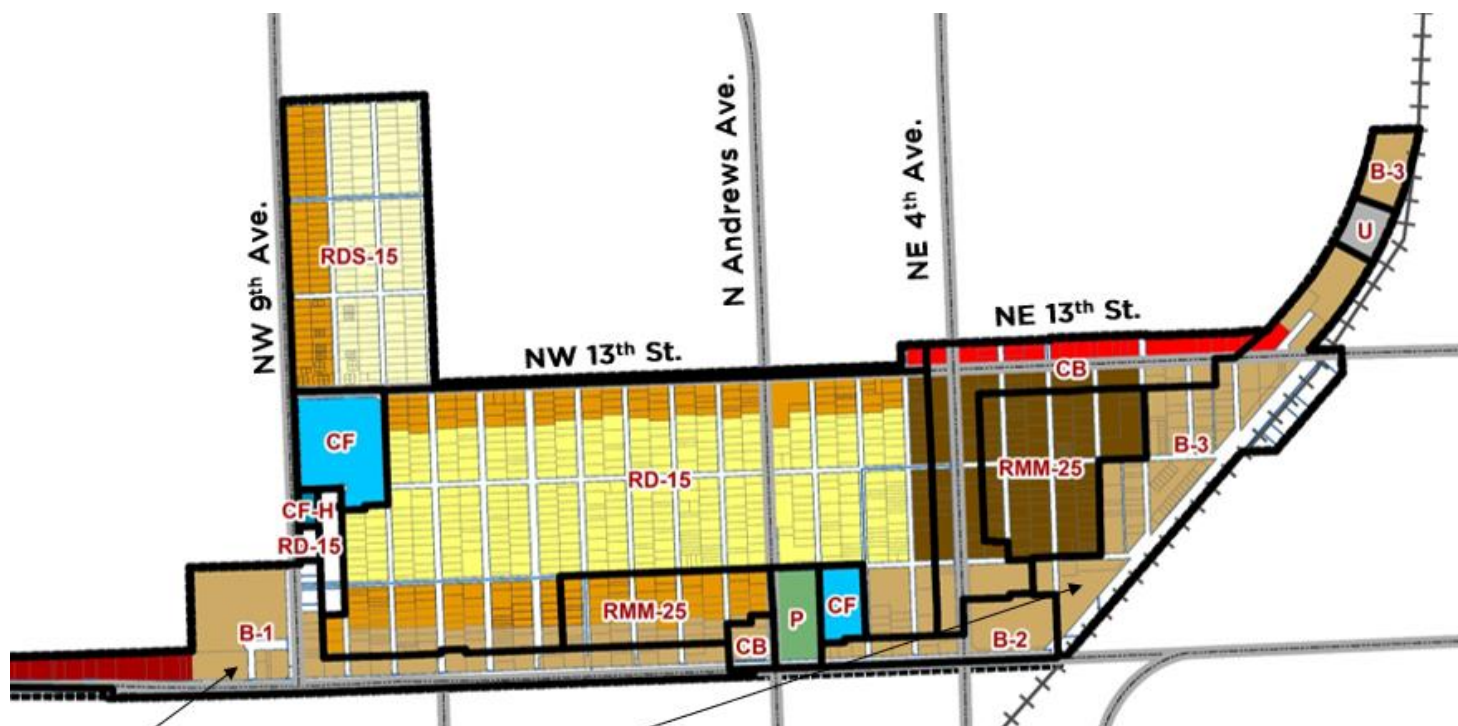 NW 9th Ave.
N Andrews Ave.
NE 4th Ave.
B-3
U
RDS-15
NE 13th St.
NW 13th St.
CB
CF
B-3
RMM-25
RD-15
CF-H
RD-15
RMM-25
P
CF
B-1
CB
B-2